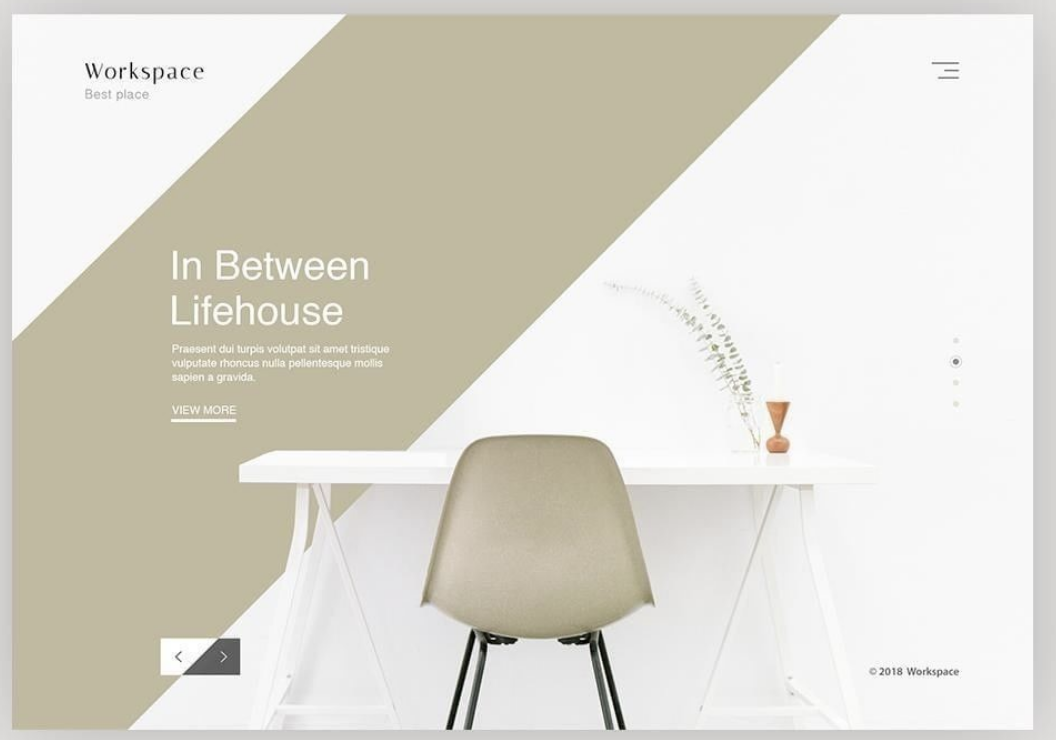 Workspace
Best place
In Between
Lifehouse
Praesent dui turpis volutpat sit amet tristique
vulputate rhoncus nulla pellentesque mollis
sapien a gravida.
VIEW MORE
© 2018 Workspace